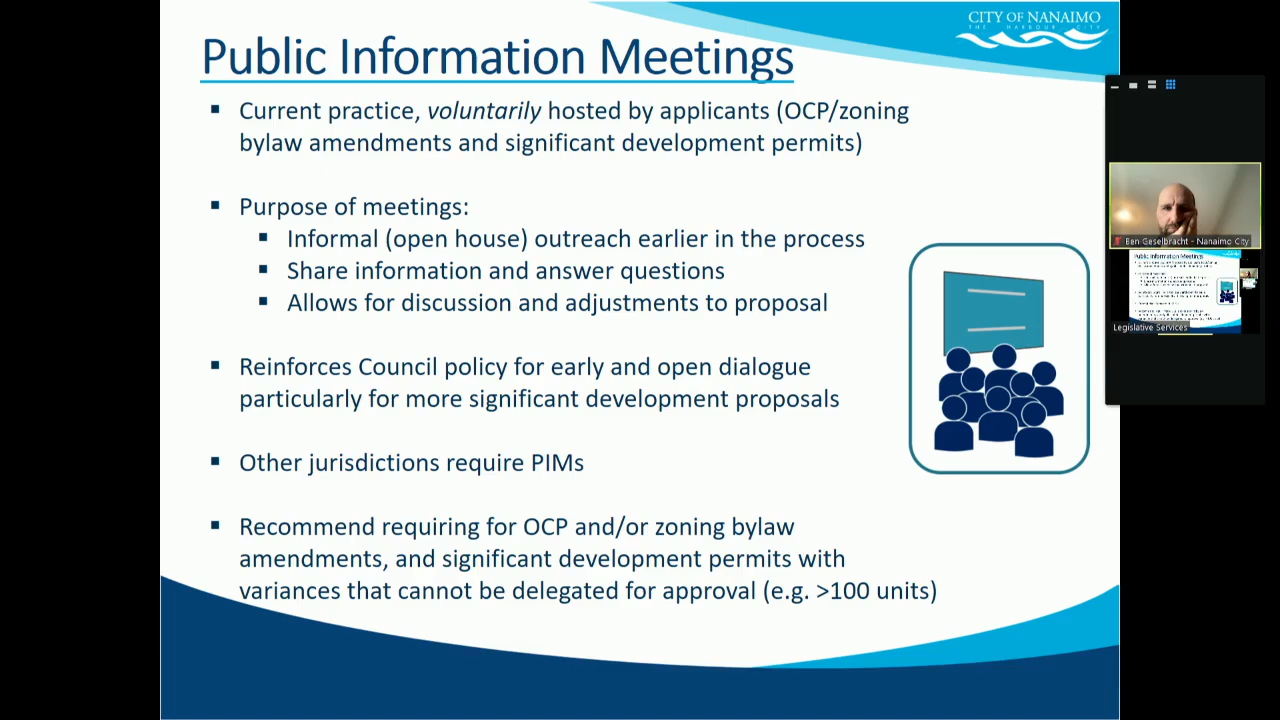 CITY OF NANAIMO
THE HARBOUR CITY
Public Information Meetings
▪ Current practice, voluntarily hosted by applicants (OCP/zoning
bylaw amendments and significant development permits)
▪ Purpose of meetings:
▪ Informal (open house) outreach earlier in the process
▪ Share information and answer questions
▪ Allows for discussion and adjustments to proposal
▪ Reinforces Council policy for early and open dialogue
particularly for more significant development proposals
▪ Other jurisdictions require PIMs
▪ Recommend requiring for OCP and/or zoning bylaw
amendments, and significant development permits with
variances that cannot be delegated for approval (e.g. >100 units)
Ben Geselbracht - Nanaimo City
Public Information Meetings
Legislative Services